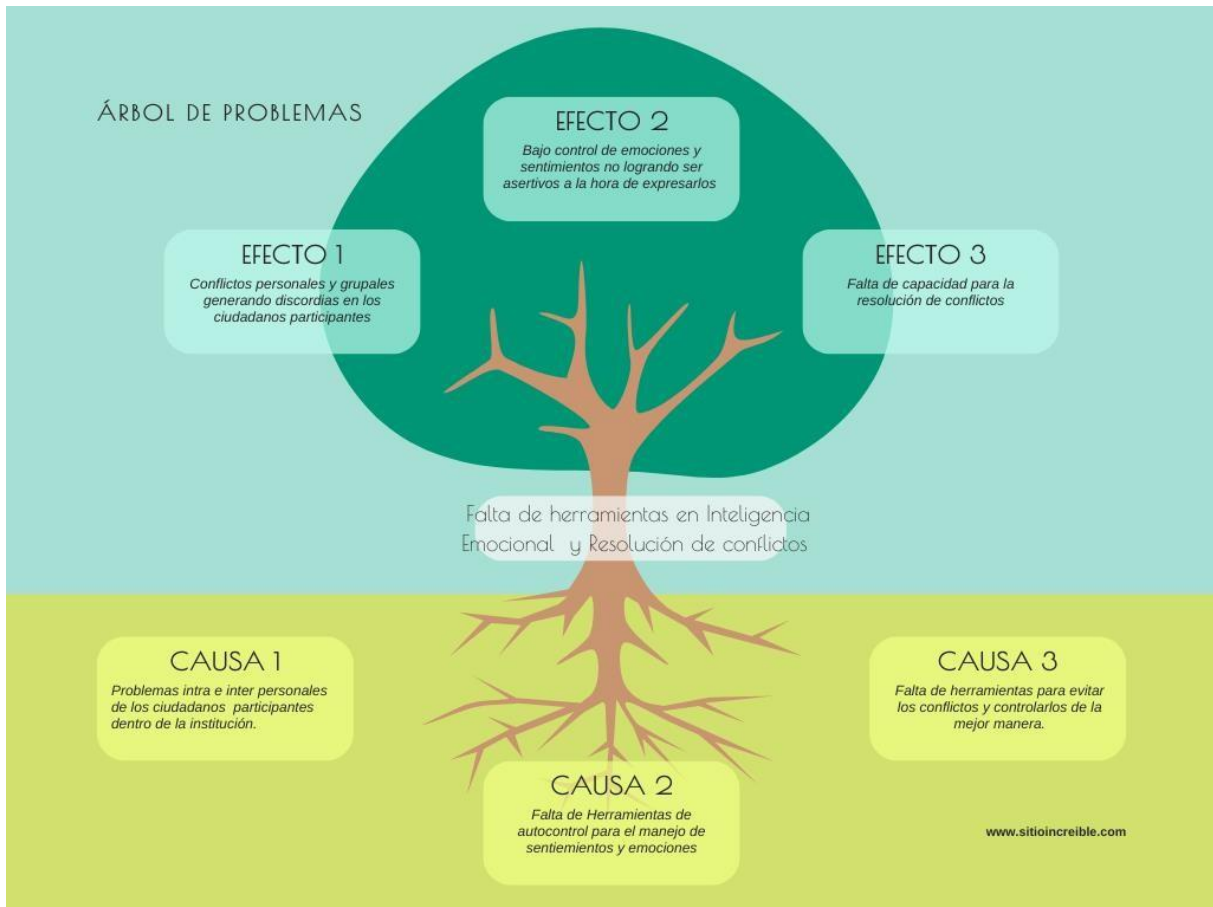 ÁRBOL DE PROBLEMAS
EFECTO 2
Bajo control de emociones y
sentimientos no logrando ser
asertivos a la hora de expresarlos
EFECTO 1
Conflictos personales y grupales
generando discordias en los
ciudadanos participantes
EFECTO 3
Falta de capacidad para la
resolución de conflictos
Falta de herramientas en Inteligencia
Emocional y Resolución de conflictos
CAUSA 1
Problemas intra e inter personales
de los ciudadanos participantes
dentro de la institución.
CAUSA 3
Falta de herramientas para evitar
los conflictos y controlarlos de la
mejor manera.
CAUSA 2
Falta de Herramientas de
autocontrol para el manejo de
sentiemientos y emociones
www.sitioincreible.com